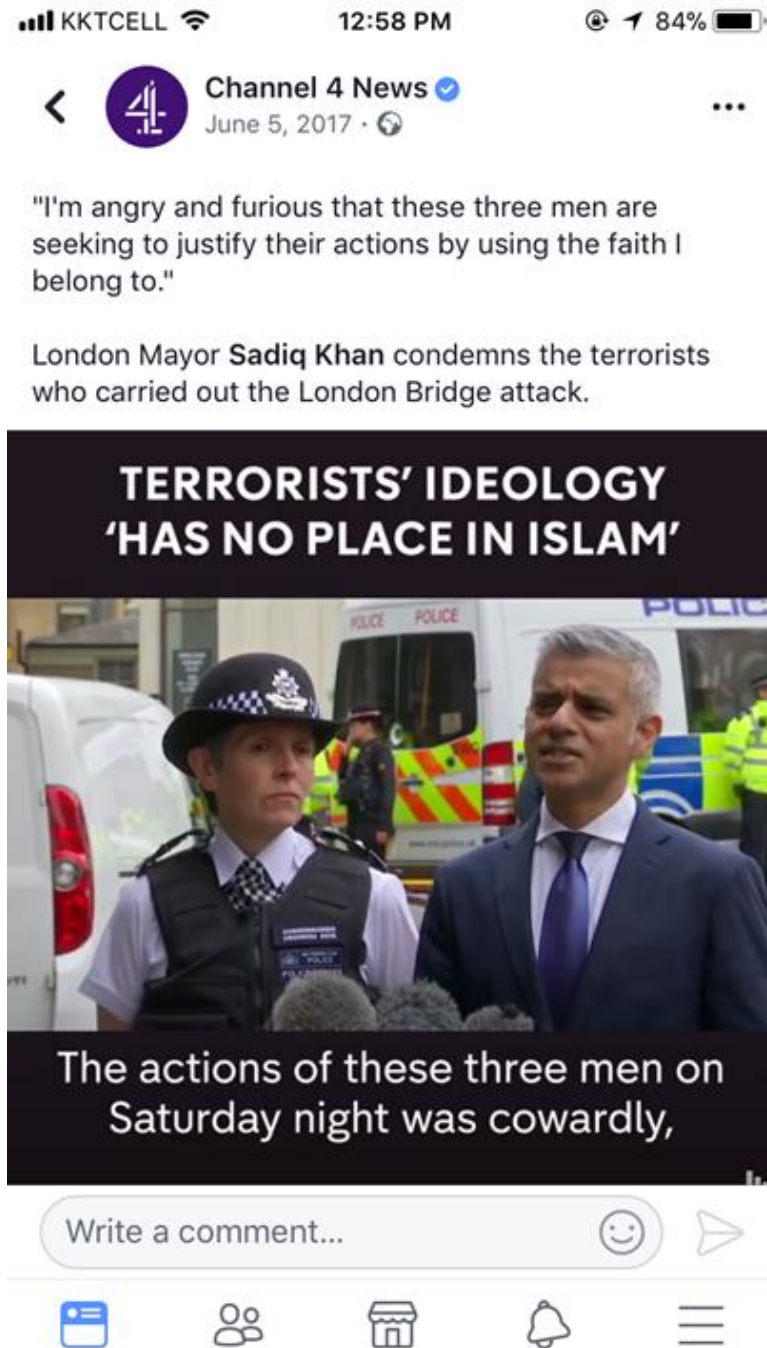 KKTCELL 12:58 PM 84%
Channel 4 News
June 5, 2017 ·
"I'm angry and furious that these three men are
seeking to justify their actions by using the faith I
belong to."
London Mayor Sadiq Khan condemns the terrorists
who carried out the London Bridge attack.
TERRORISTS' IDEOLOGY
'HAS NO PLACE IN ISLAM'
POLICE POLICE
POLIC
POLICE
The actions of these three men on
Saturday night was cowardly,
Write a comment...